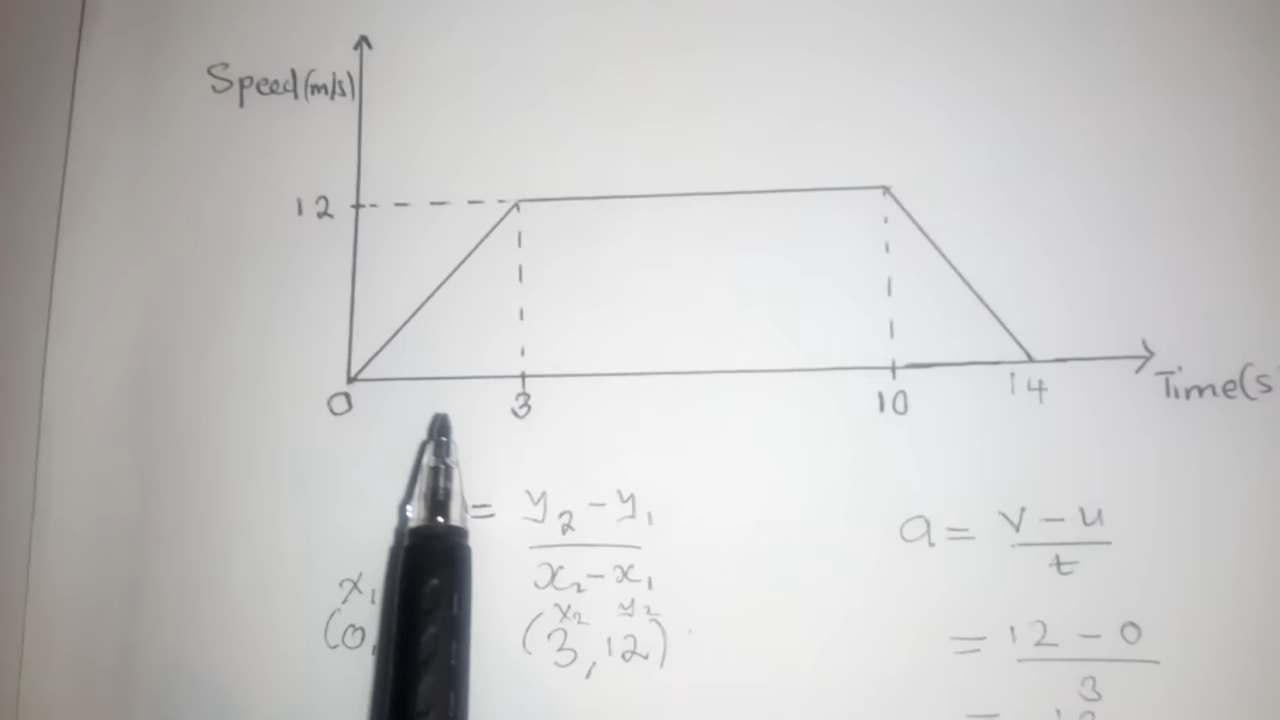 Speed(m/s)
12
0 3 10 14 Time(s
= y₂ - y₁
x₂ - x₁
a = v - u
t
x₁ x₂ y₂
(0, (3, 12)
= 12 - 0
3
=